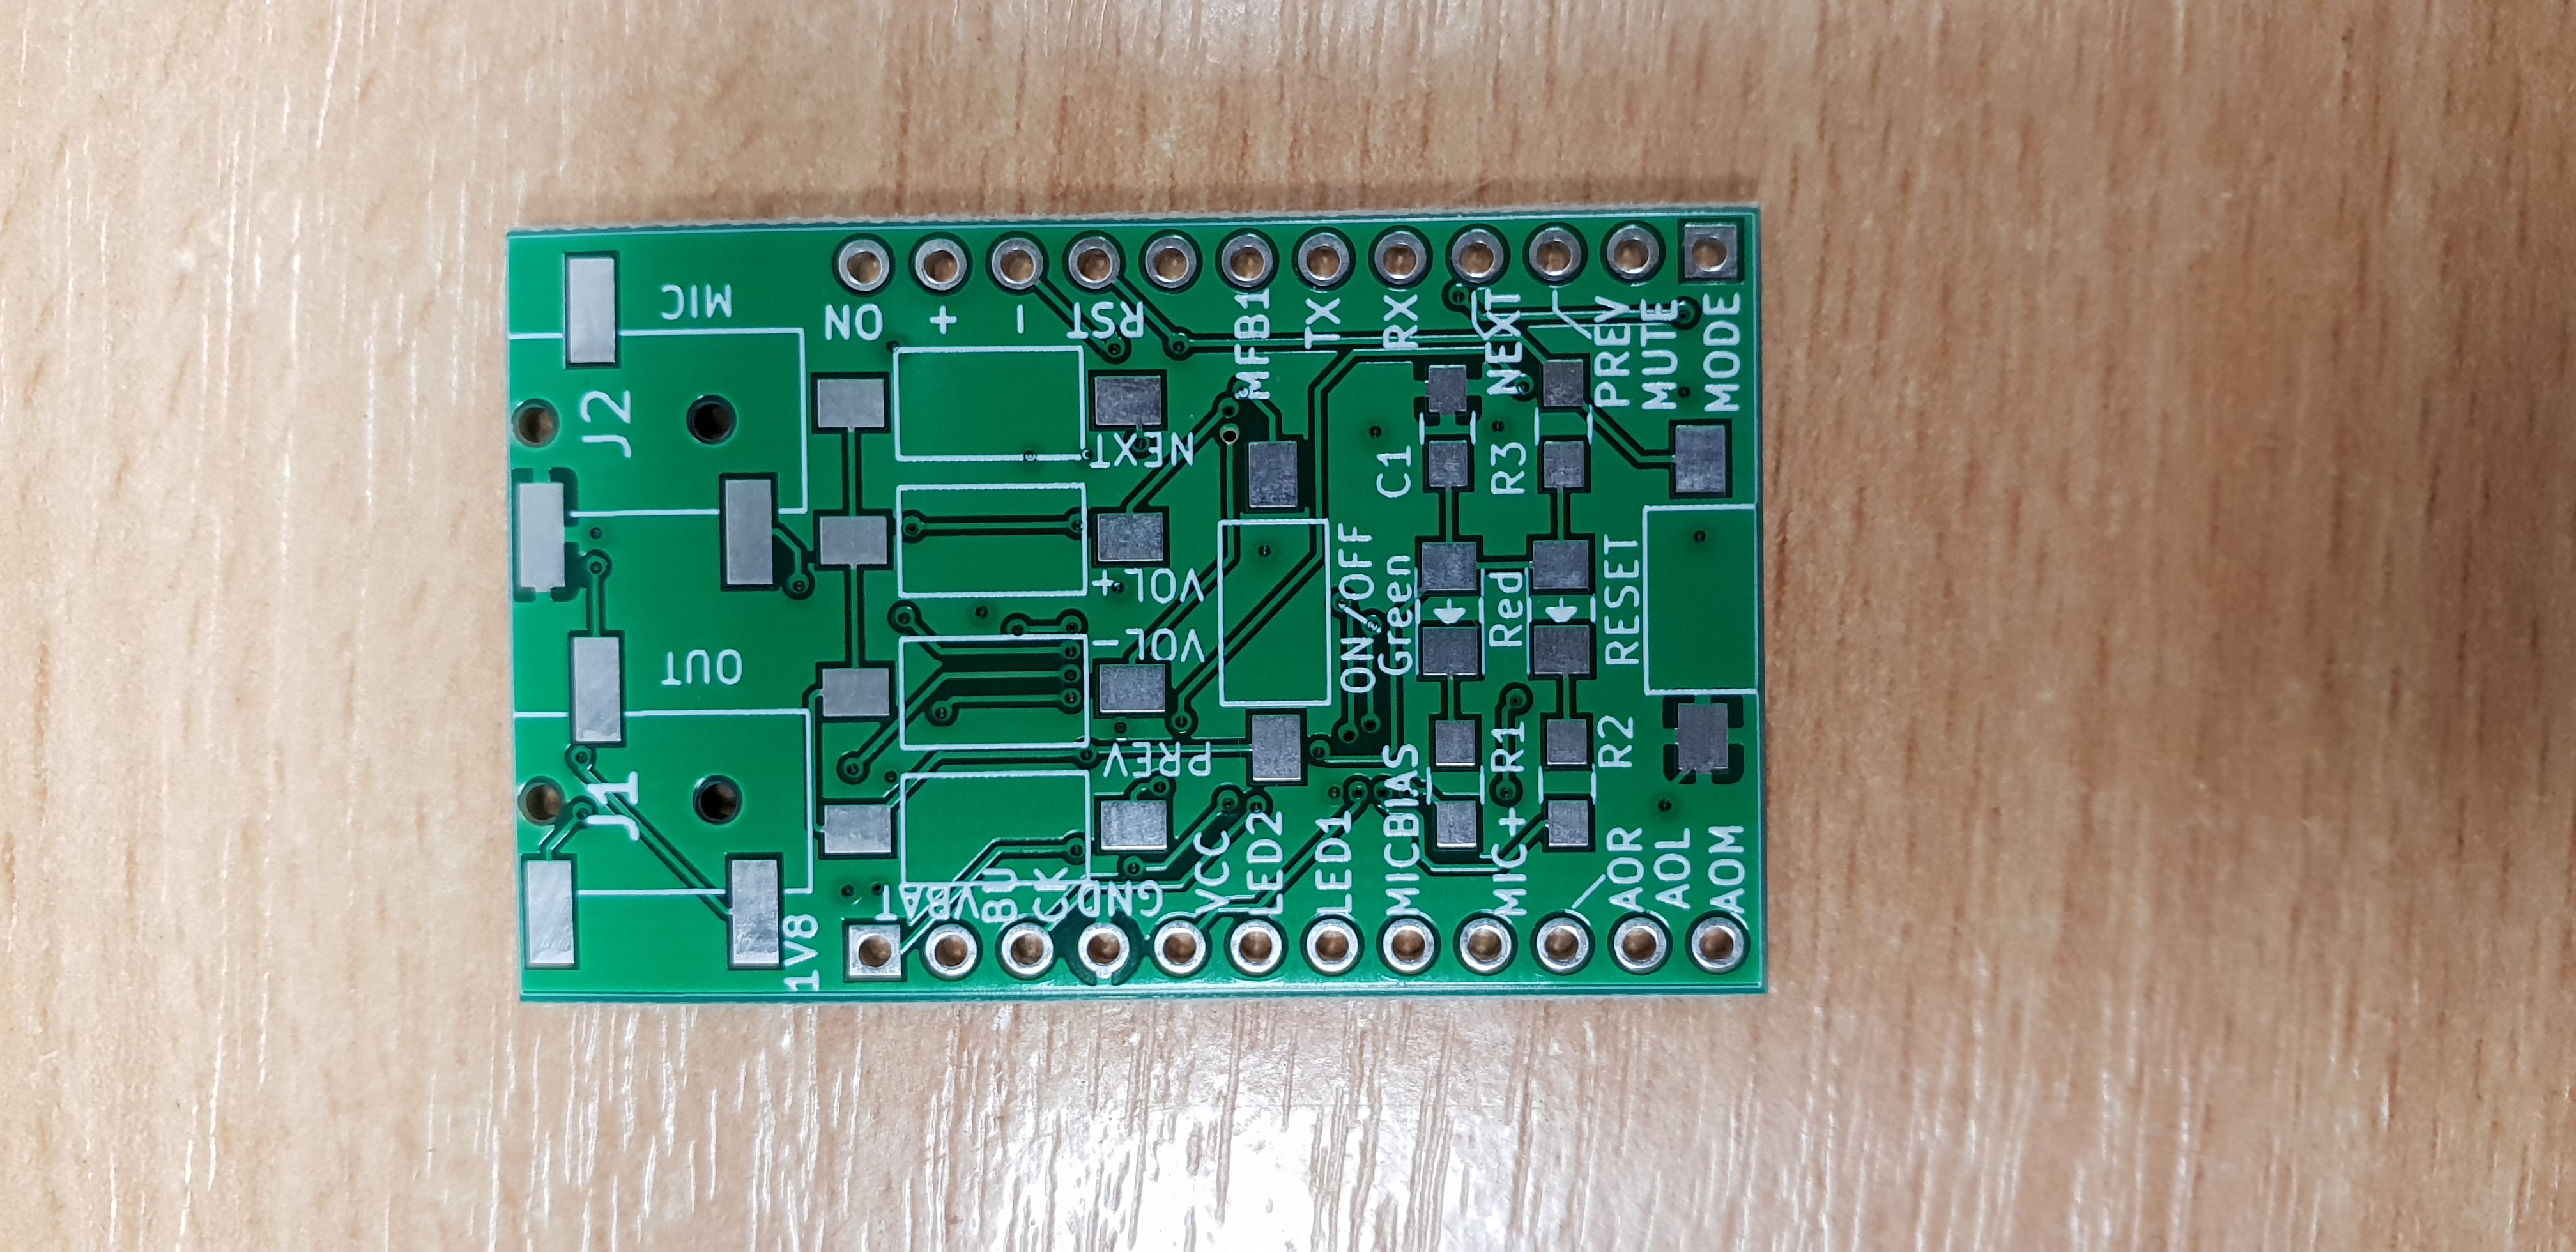 J1
J2
OUT
MIC
1V8
ON
VBAT
+
BU
−
GND
RST
PREV
VOL−
VOL+
NEXT
VCC
MFB1
LED2
TX
LED1
ON/OFF
MICBIAS
Green
C1
RX
MIC+
R1
Red
R3
NEXT
AOR
R2
RESET
PREV
AOL
MUTE
AOM
MODE